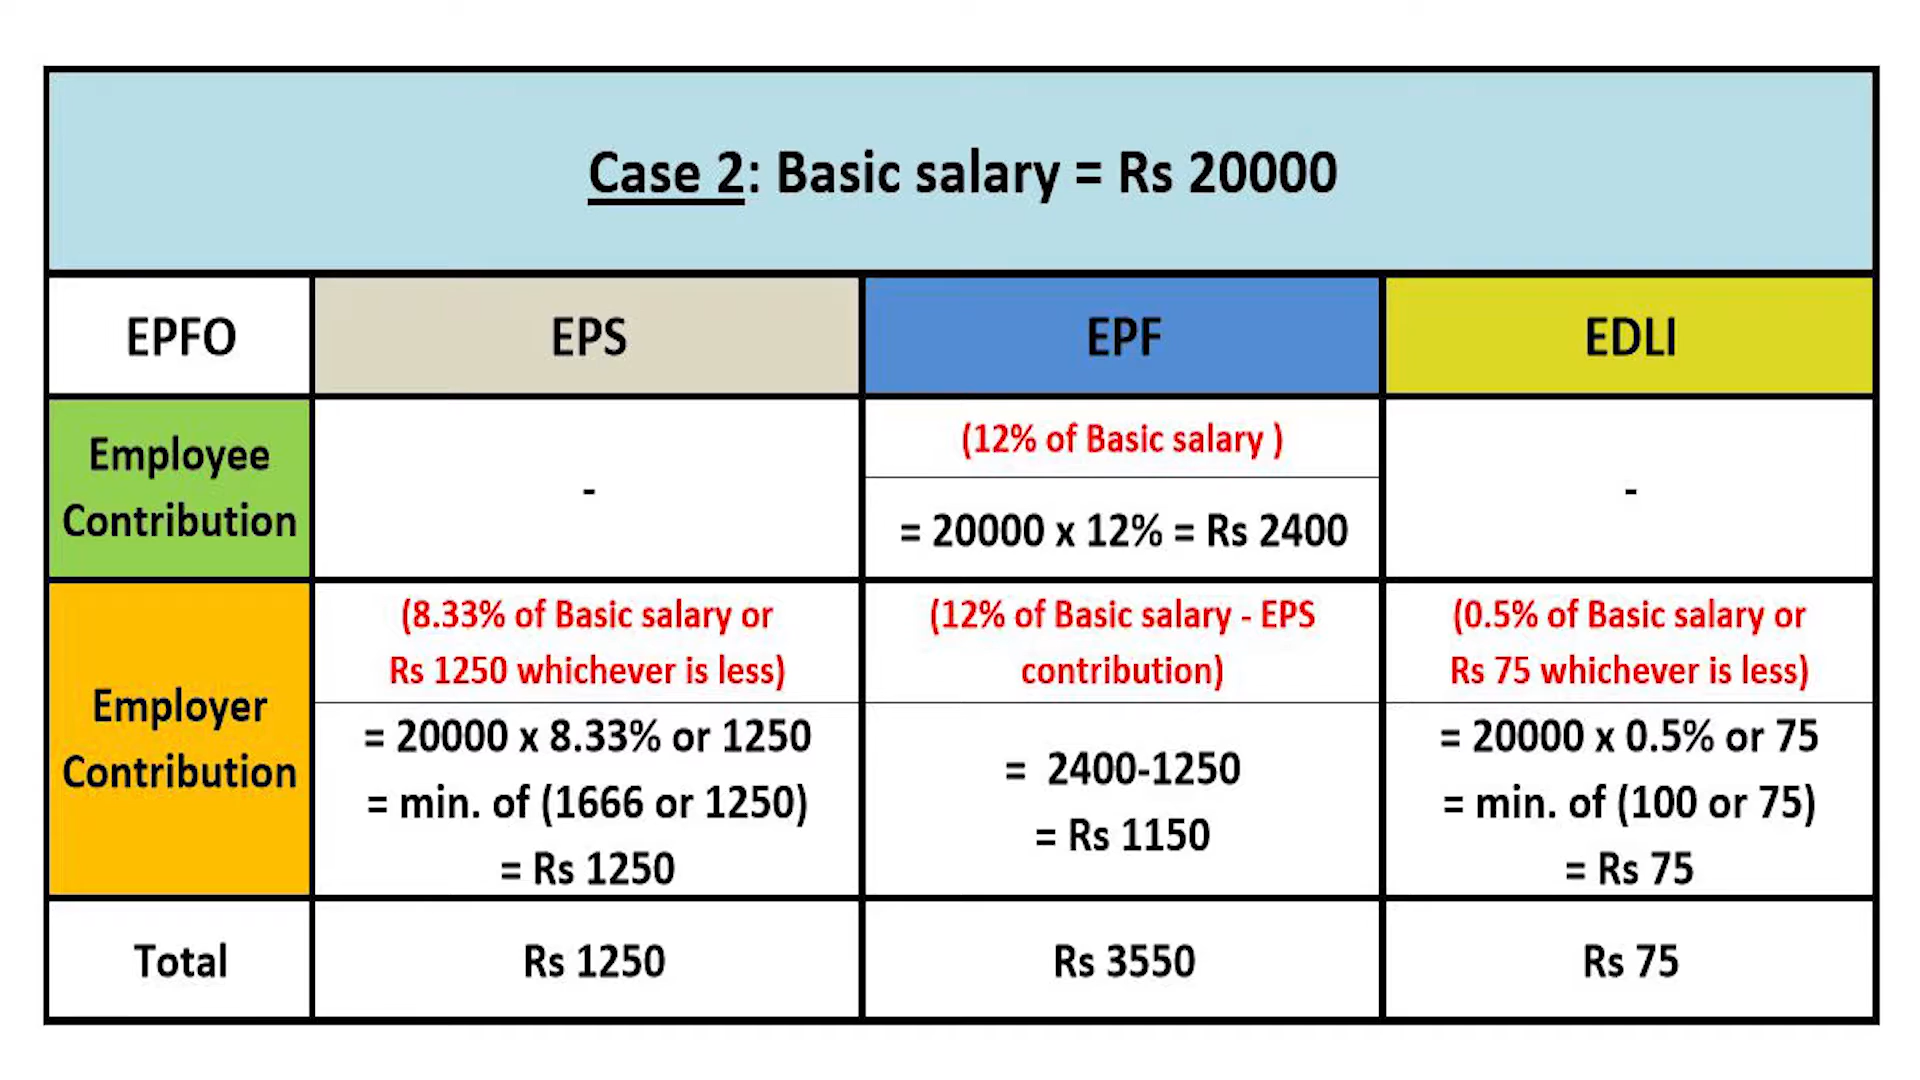 Case 2: Basic salary = Rs 20000
EPFO
EPS
EPF
EDLI
Employee
Contribution
-
(12% of Basic salary )
= 20000 x 12% = Rs 2400
-
Employer
Contribution
(8.33% of Basic salary or
Rs 1250 whichever is less)
= 20000 x 8.33% or 1250
= min. of (1666 or 1250)
= Rs 1250
(12% of Basic salary - EPS
contribution)
= 2400-1250
= Rs 1150
(0.5% of Basic salary or
Rs 75 whichever is less)
= 20000 x 0.5% or 75
= min. of (100 or 75)
= Rs 75
Total
Rs 1250
Rs 3550
Rs 75